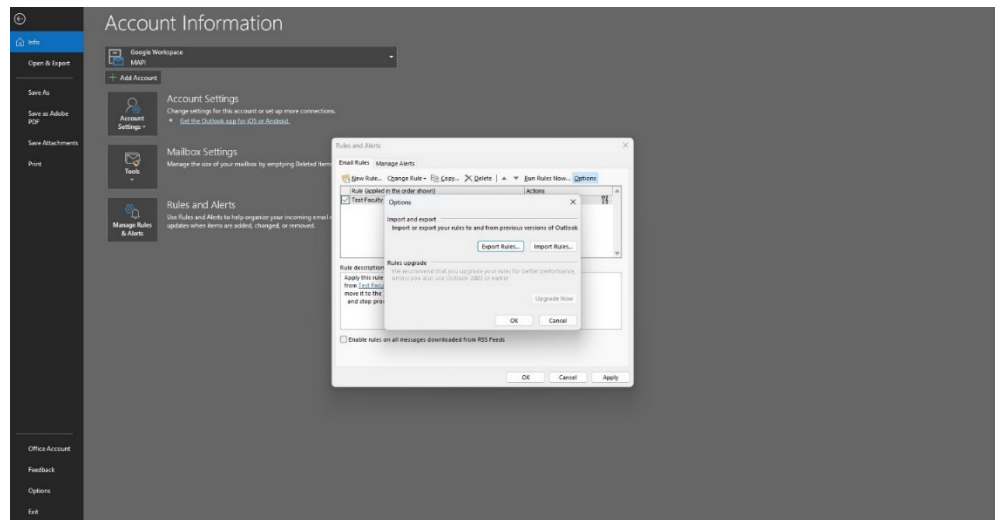 Account Information
Info
Open & Export
Save As
Save as Adobe
PDF
Save Attachments
Print
Office Account
Feedback
Options
Exit
Google Workspace
MAPI
Add Account
Account
Settings
Account Settings
Change settings for this account or set up more connections.
Get the Outlook app for iOS or Android.
Tools
Mailbox Settings
Manage the size of your mailbox by emptying Deleted Items
Manage Rules
& Alerts
Rules and Alerts
Use Rules and Alerts to help organize your incoming email
updates when items are added, changed, or removed.
Rules and Alerts
Email Rules Manage Alerts
New Rule... Change Rule Copy... Delete Run Rules Now... Options
Rule (applied in the order shown) Actions
Test Faculty
Rule description
Apply this rule
from Test
move it to the
and stop
Enable rules on all messages downloaded from RSS Feeds
OK Cancel Apply
Options
Import and export
Import or export your rules to and from previous versions of Outlook
Export Rules... Import Rules...
Rules upgrade
We recommend that you upgrade your rules for better performance,
unless you also use Outlook 2002 or earlier
Upgrade Now
OK Cancel